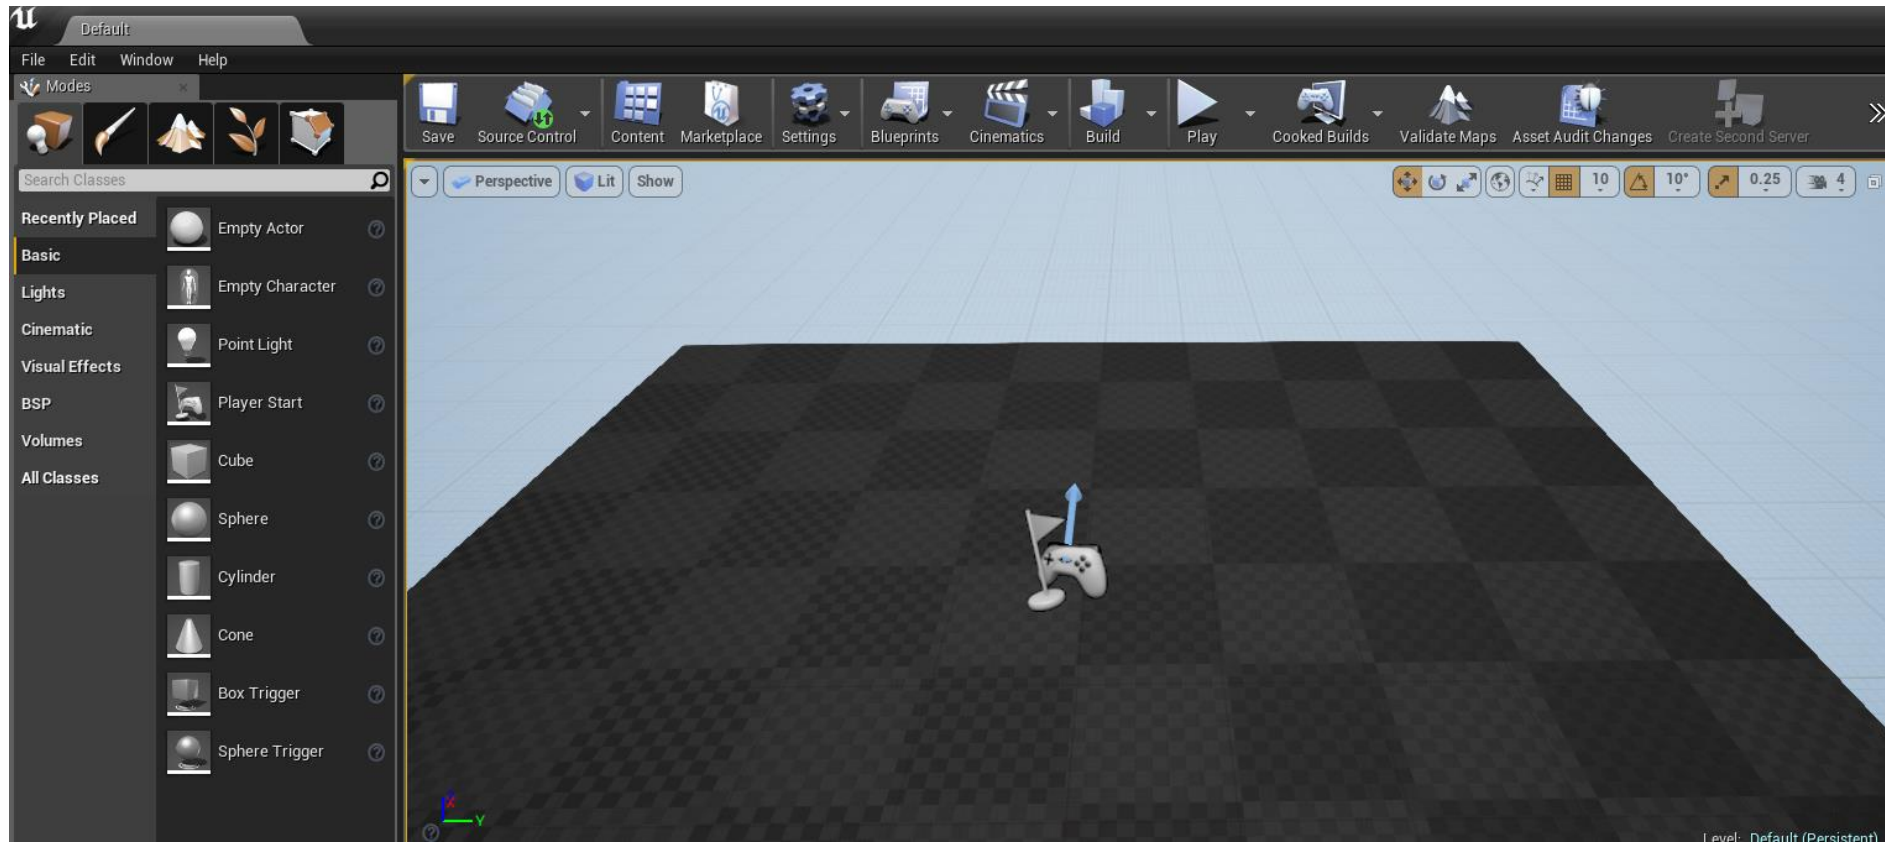 Default
File Edit Window Help
Modes
Save Source Control Content Marketplace Settings Blueprints Cinematics Build Play Cooked Builds Validate Maps Asset Audit Changes Create Second Server
Search Classes
Perspective Lit Show 10 10° 0.25 4
Recently Placed
Basic
Lights
Cinematic
Visual Effects
BSP
Volumes
All Classes
Empty Actor
Empty Character
Point Light
Player Start
Cube
Sphere
Cylinder
Cone
Box Trigger
Sphere Trigger
Y
Level: Default (Persistent)